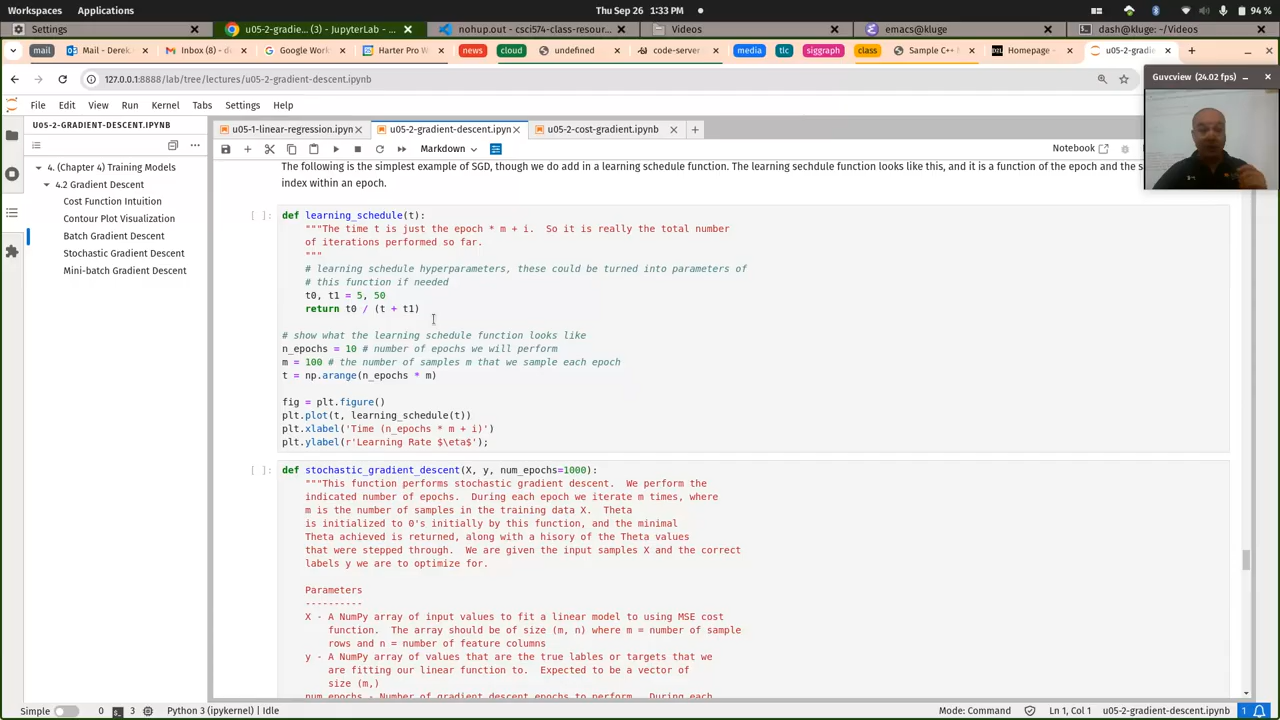 Workspaces Applications Thu Sep 26 1:33 PM 94 %
Settings u05-2-gradie... (3) - JupyterLab - ... nohup.out - csci574-class-resour... Videos emacs@kluge dash@kluge: ~/Videos
mail Mail - Derek Inbox (8) - d Google Work Harter Pro W news cloud undefined code-server media tlc siggraph class Sample C++ Homepage - u05-2-gradi
127.0.0.1:8888/lab/tree/lectures/u05-2-gradient-descent.ipynb
Guvcview (24.02 fps)
File Edit View Run Kernel Tabs Settings Help
U05-2-GRADIENT-DESCENT.IPYNB
u05-1-linear-regression.ipyn u05-2-gradient-descent.ipyn u05-2-cost-gradient.ipynb
Markdown Notebook
4. (Chapter 4) Training Models
4.2 Gradient Descent
Cost Function Intuition
Contour Plot Visualization
Batch Gradient Descent
Stochastic Gradient Descent
Mini-batch Gradient Descent
The following is the simplest example of SGD, though we do add in a learning schedule function. The learning sechdule function looks like this, and it is a function of the epoch and the s
index within an epoch.
[ ]: def learning_schedule(t):
"""The time t is just the epoch * m + i.  So it is really the total number
of iterations performed so far.
"""
# learning schedule hyperparameters, these could be turned into parameters of
# this function if needed
t0, t1 = 5, 50
return t0 / (t + t1)
# show what the learning schedule function looks like
n_epochs = 10 # number of epochs we will perform
m = 100 # the number of samples m that we sample each epoch
t = np.arange(n_epochs * m)
fig = plt.figure()
plt.plot(t, learning_schedule(t))
plt.xlabel('Time (n_epochs * m + i)')
plt.ylabel(r'Learning Rate $\eta$');
[ ]: def stochastic_gradient_descent(X, y, num_epochs=1000):
"""This function performs stochastic gradient descent.  We perform the
indicated number of epochs.  During each epoch we iterate m times, where
m is the number of samples in the training data X.  Theta
is initialized to 0's initially by this function, and the minimal
Theta achieved is returned, along with a hisory of the Theta values
that were stepped through.  We are given the input samples X and the correct
labels y we are to optimize for.
Parameters
----------
X - A NumPy array of input values to fit a linear model to using MSE cost
function.  The array should be of size (m, n) where m = number of sample
rows and n = number of feature columns
y - A NumPy array of values that are the true lables or targets that we
are fitting our linear function to.  Expected to be a vector of
size (m,)
num_epochs - Number of gradient descent epochs to perform.  During each
Simple 0 3 Python 3 (ipykernel) | Idle Mode: Command Ln 1, Col 1 u05-2-gradient-descent.ipynb 1